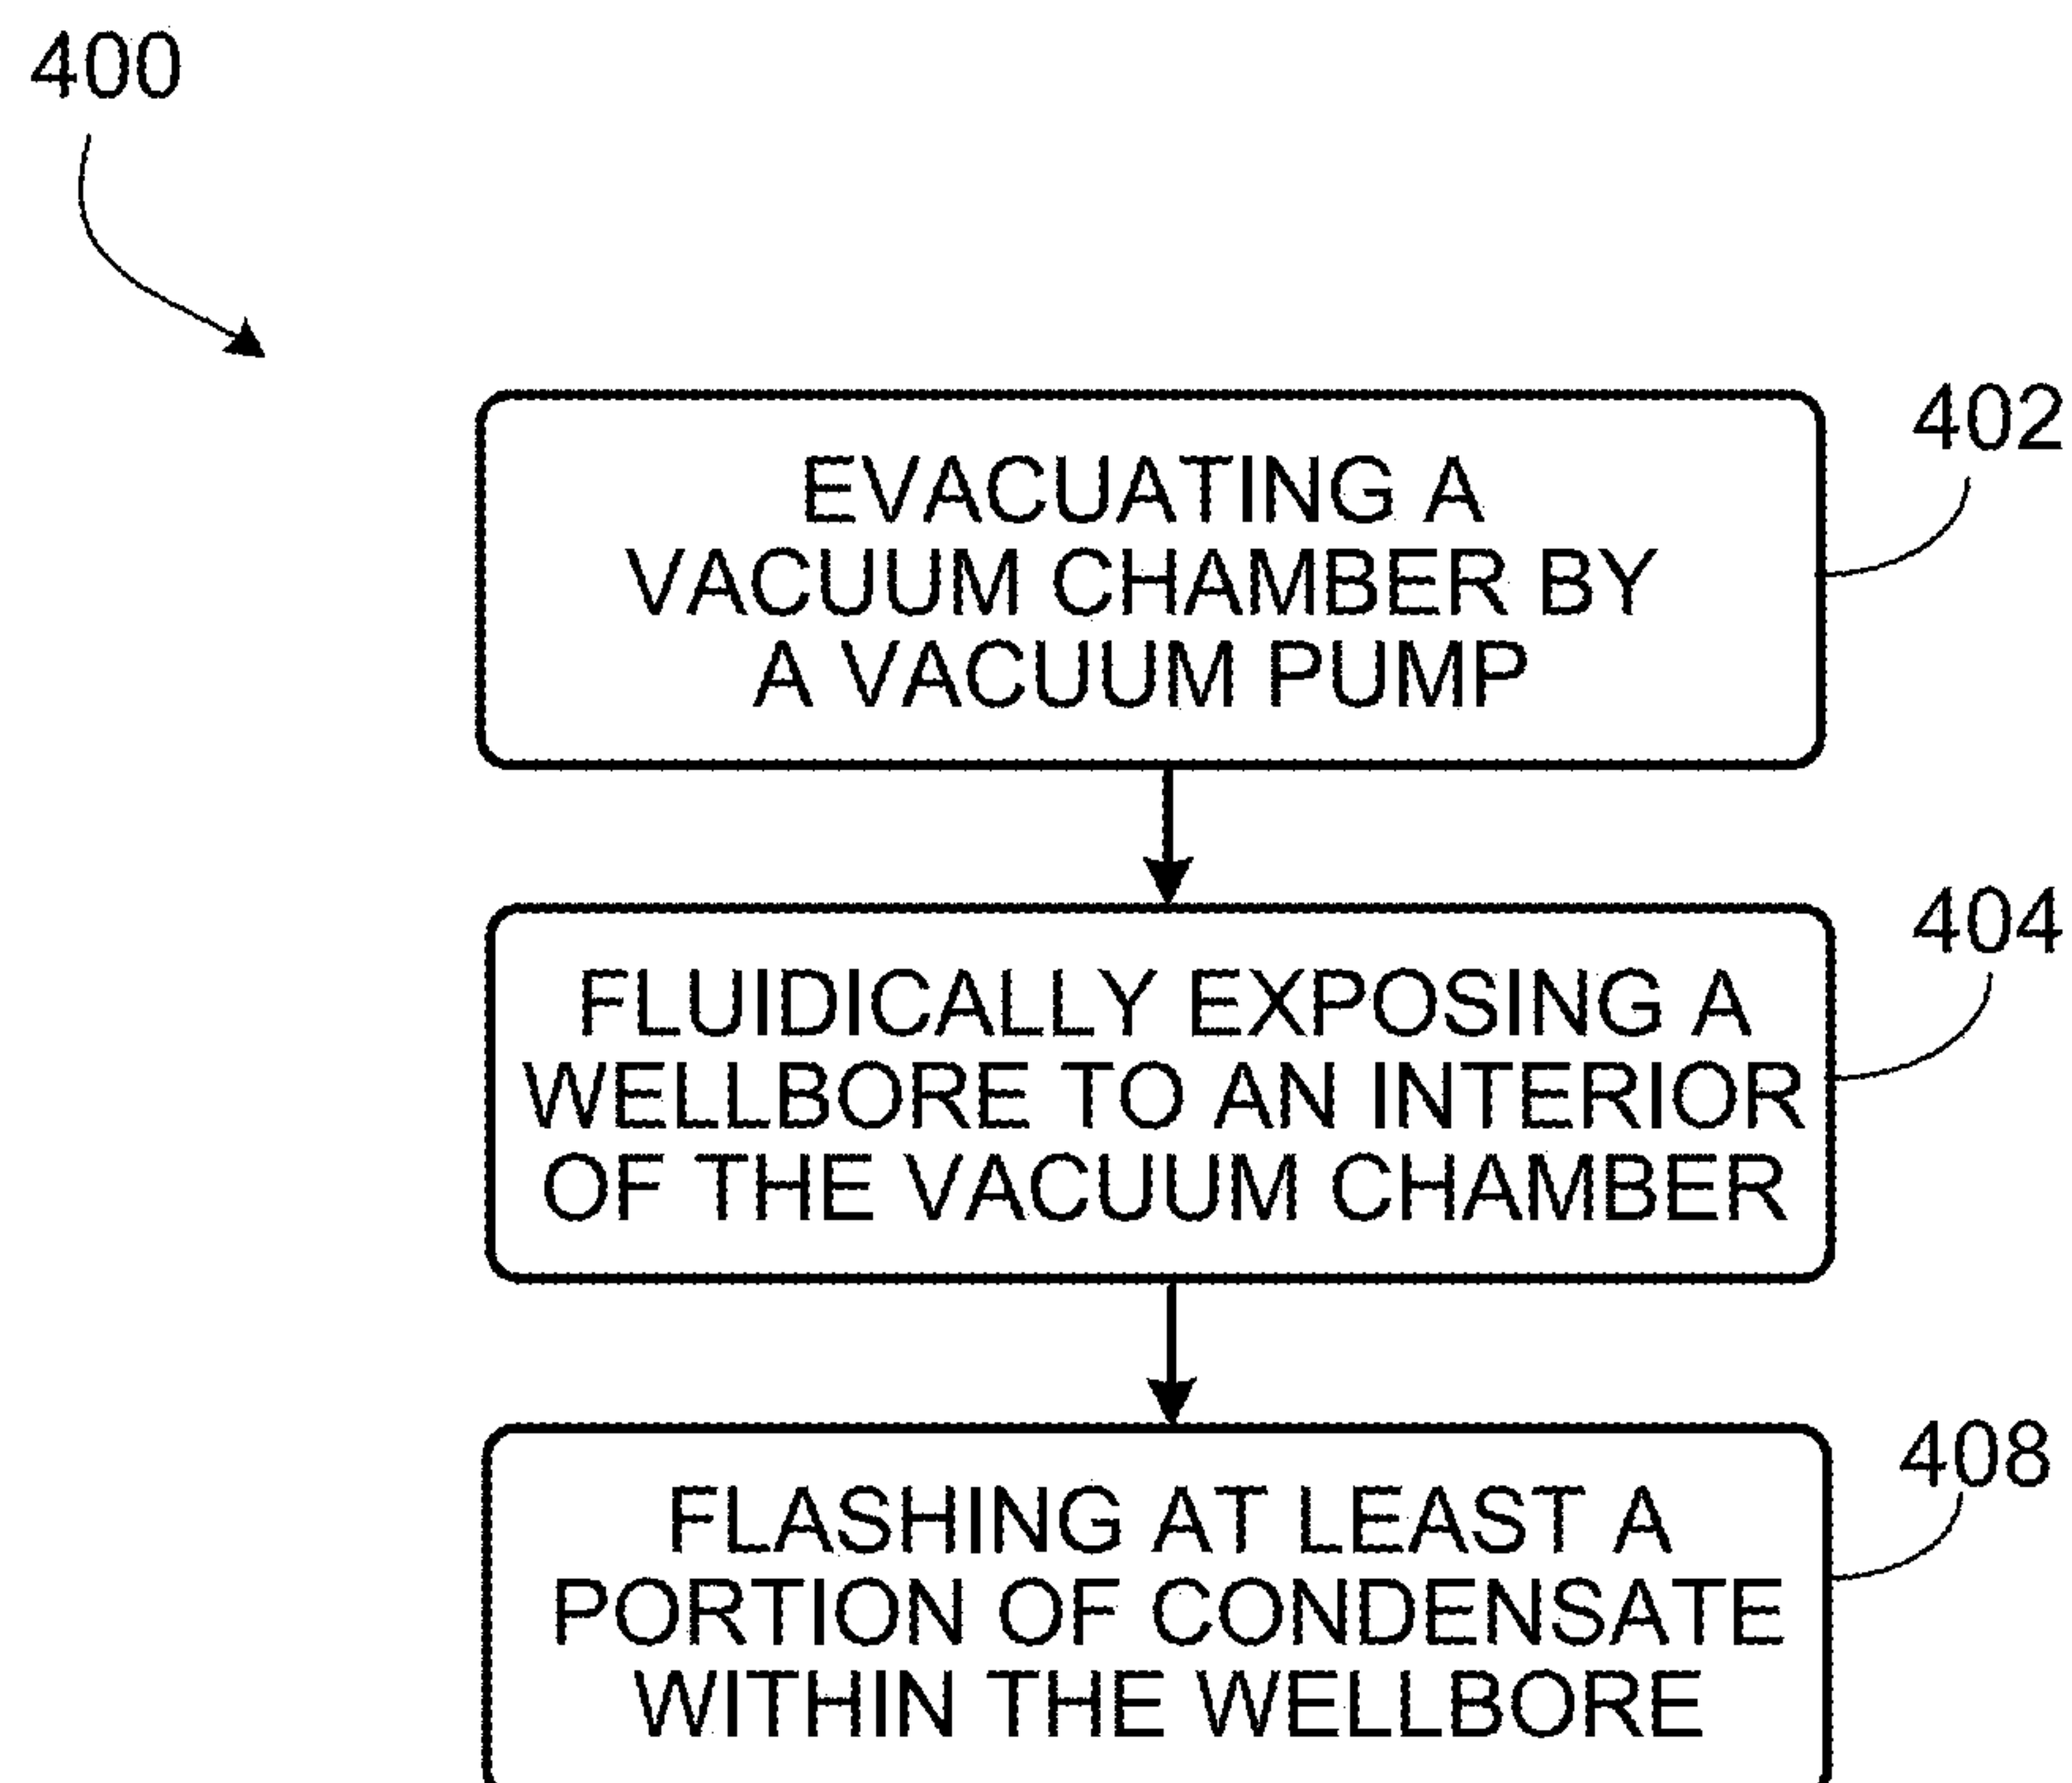 400
402
EVACUATING A
VACUUM CHAMBER BY
A VACUUM PUMP
404
FLUIDICALLY EXPOSING A
WELLBORE TO AN INTERIOR
OF THE VACUUM CHAMBER
408
FLASHING AT LEAST A
PORTION OF CONDENSATE
WITHIN THE WELLBORE